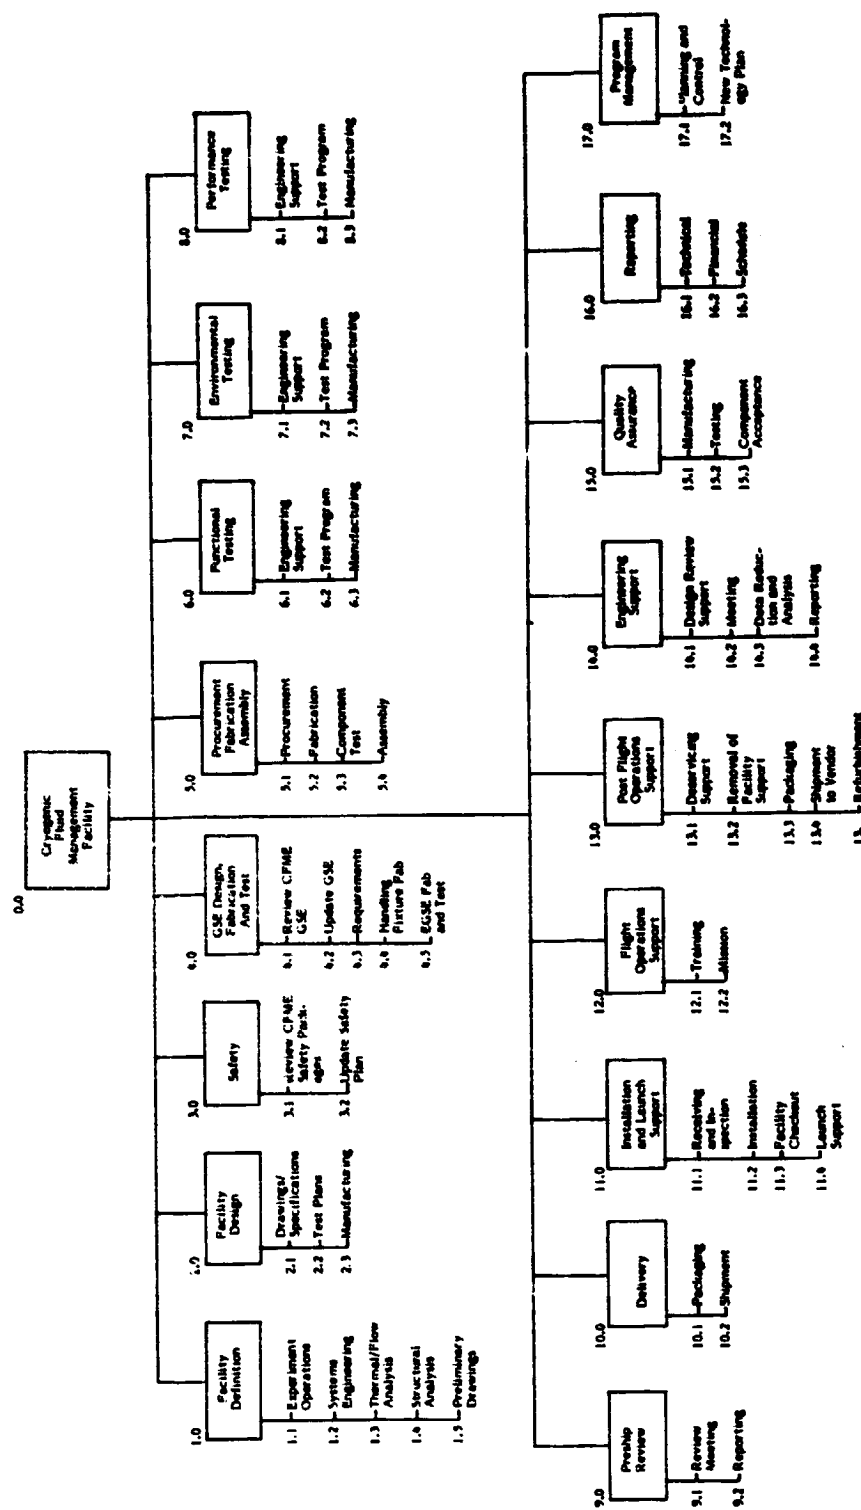 0.0
Cryogenic
Fluid
Management
Facility
1.0
Facility
Definition
1.1 Experiment
Operations
1.2 Systems
Engineering
1.3 Thermal/Flow
Analysis
1.4 Structural
Analysis
1.5 Preliminary
Drawings
2.0
Facility
Design
2.1 Drawings/
Specifications
2.2 Test Plans
2.3 Manufacturing
3.0
Safety
3.1 Review CFME
Safety Pack-
ages
3.2 Update Safety
Plan
4.0
GSE Design,
Fabrication
And Test
4.1 Review CFME
GSE
4.2 Update GSE
4.3 Requirements
4.4 Handling
Fixture Fab
4.5 EGSE Fab
and Test
5.0
Procurement
Fabrication
Assembly
5.1 Procurement
5.2 Fabrication
5.3 Component
Test
5.4 Assembly
6.0
Functional
Testing
6.1 Engineering
Support
6.2 Test Program
6.3 Manufacturing
7.0
Environmental
Testing
7.1 Engineering
Support
7.2 Test Program
7.3 Manufacturing
8.0
Performance
Testing
8.1 Engineering
Support
8.2 Test Program
8.3 Manufacturing
9.0
Preship
Review
9.1 Review
Meeting
9.2 Reporting
10.0
Delivery
10.1 Packaging
10.2 Shipment
11.0
Installation
and Launch
Support
11.1 Receiving
and In-
spection
11.2 Installation
11.3 Facility
Checkout
11.4 Launch
Support
12.0
Flight
Operations
Support
12.1 Training
12.2 Mission
13.0
Post Flight
Operations
Support
13.1 Deservicing
Support
13.2 Removal of
Facility
Support
13.3 Packaging
13.4 Shipment
to Vendor
13. Refurbishment
14.0
Engineering
Support
14.1 Design Review
Support
14.2 Meeting
14.3 Data Reduc-
tion and
Analysis
14.4 Reporting
15.0
Quality
Assurance
15.1 Manufacturing
15.2 Testing
15.3 Component
Acceptance
16.0
Reporting
16.1 Technical
16.2 Financial
16.3 Schedule
17.0
Program
Management
17.1 Planning and
Control
17.2 New Technol-
ogy Plan